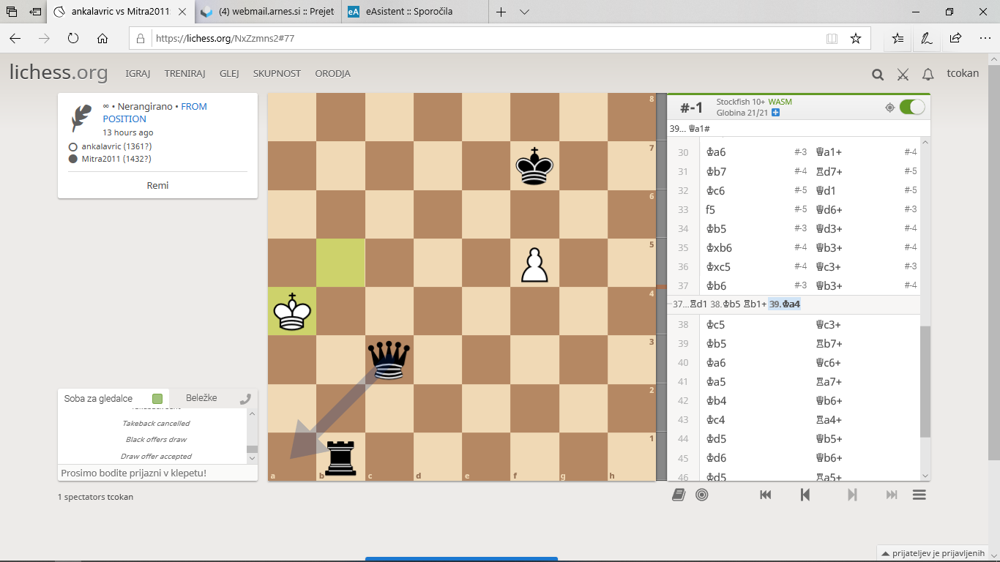 ankalavric vs Mitra2011:
(4) webmail.arnes.si :: Prejet
eA eAsistent :: Sporočila
https://lichess.org/NxZzmns2#77
lichess.org IGRAJ TRENIRAJ GLEJ SKUPNOST ORODJA tcokan
∞ • Nerangirano • FROM
POSITION
13 hours ago
ankalavric (1361?)
Mitra2011 (1432?)
Remi
Soba za gledalce Beležke
Takeback cancelled
Black offers draw
Draw offer accepted
Prosimo bodite prijazni v klepetu!
1 spectators tcokan
8
7
6
5
4
3
2
1
a b c d e f g h
#-1 Stockfish 10+ WASM
Globina 21/21
39... ♕a1#
30 ♔a6 #-3 ♕a1+ #-4
31 ♔b7 #-4 ♖d7+ #-5
32 ♔c6 #-5 ♕d1 #-5
33 f5 #-5 ♕d6+ #-3
34 ♔b5 #-3 ♕d3+ #-4
35 ♔xb6 #-4 ♕b3+ #-4
36 ♔xc5 #-4 ♕c3+ #-3
37 ♔b6 #-3 ♕b3+ #-4
37...♖d1 38.♔b5 ♖b1+ 39.♔a4
38 ♔c5 ♕c3+
39 ♔b5 ♖b7+
40 ♔a6 ♕c6+
41 ♔a5 ♖a7+
42 ♔b4 ♕b6+
43 ♔c4 ♖a4+
44 ♔d5 ♕b5+
45 ♔d6 ♕b6+
46 ♔d5 ♖a5+
prijateljev je prijavljenih